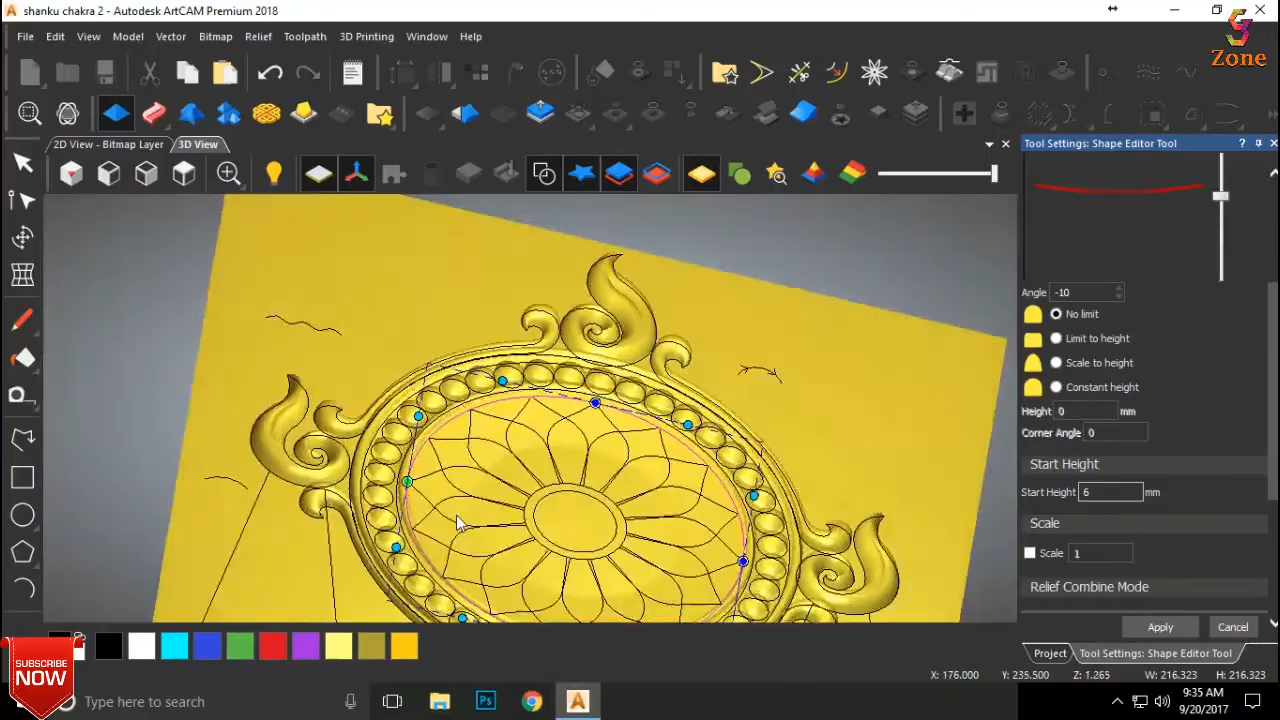 shanku chakra 2 - Autodesk ArtCAM Premium 2018
File Edit View Model Vector Bitmap Relief Toolpath 3D Printing Window Help
Zone
2D View - Bitmap Layer 3D View
Tool Settings: Shape Editor Tool
Angle -10
No limit
Limit to height
Scale to height
Constant height
Height 0 mm
Corner Angle 0
Start Height
Start Height 6 mm
Scale
Scale 1
Relief Combine Mode
Apply Cancel
Project Tool Settings: Shape Editor Tool
X: 176.000 Y: 235.500 Z: 1.265 W: 216.323 H: 216.323
SUBSCRIBE
NOW
Type here to search
Ps
9:35 AM
9/20/2017